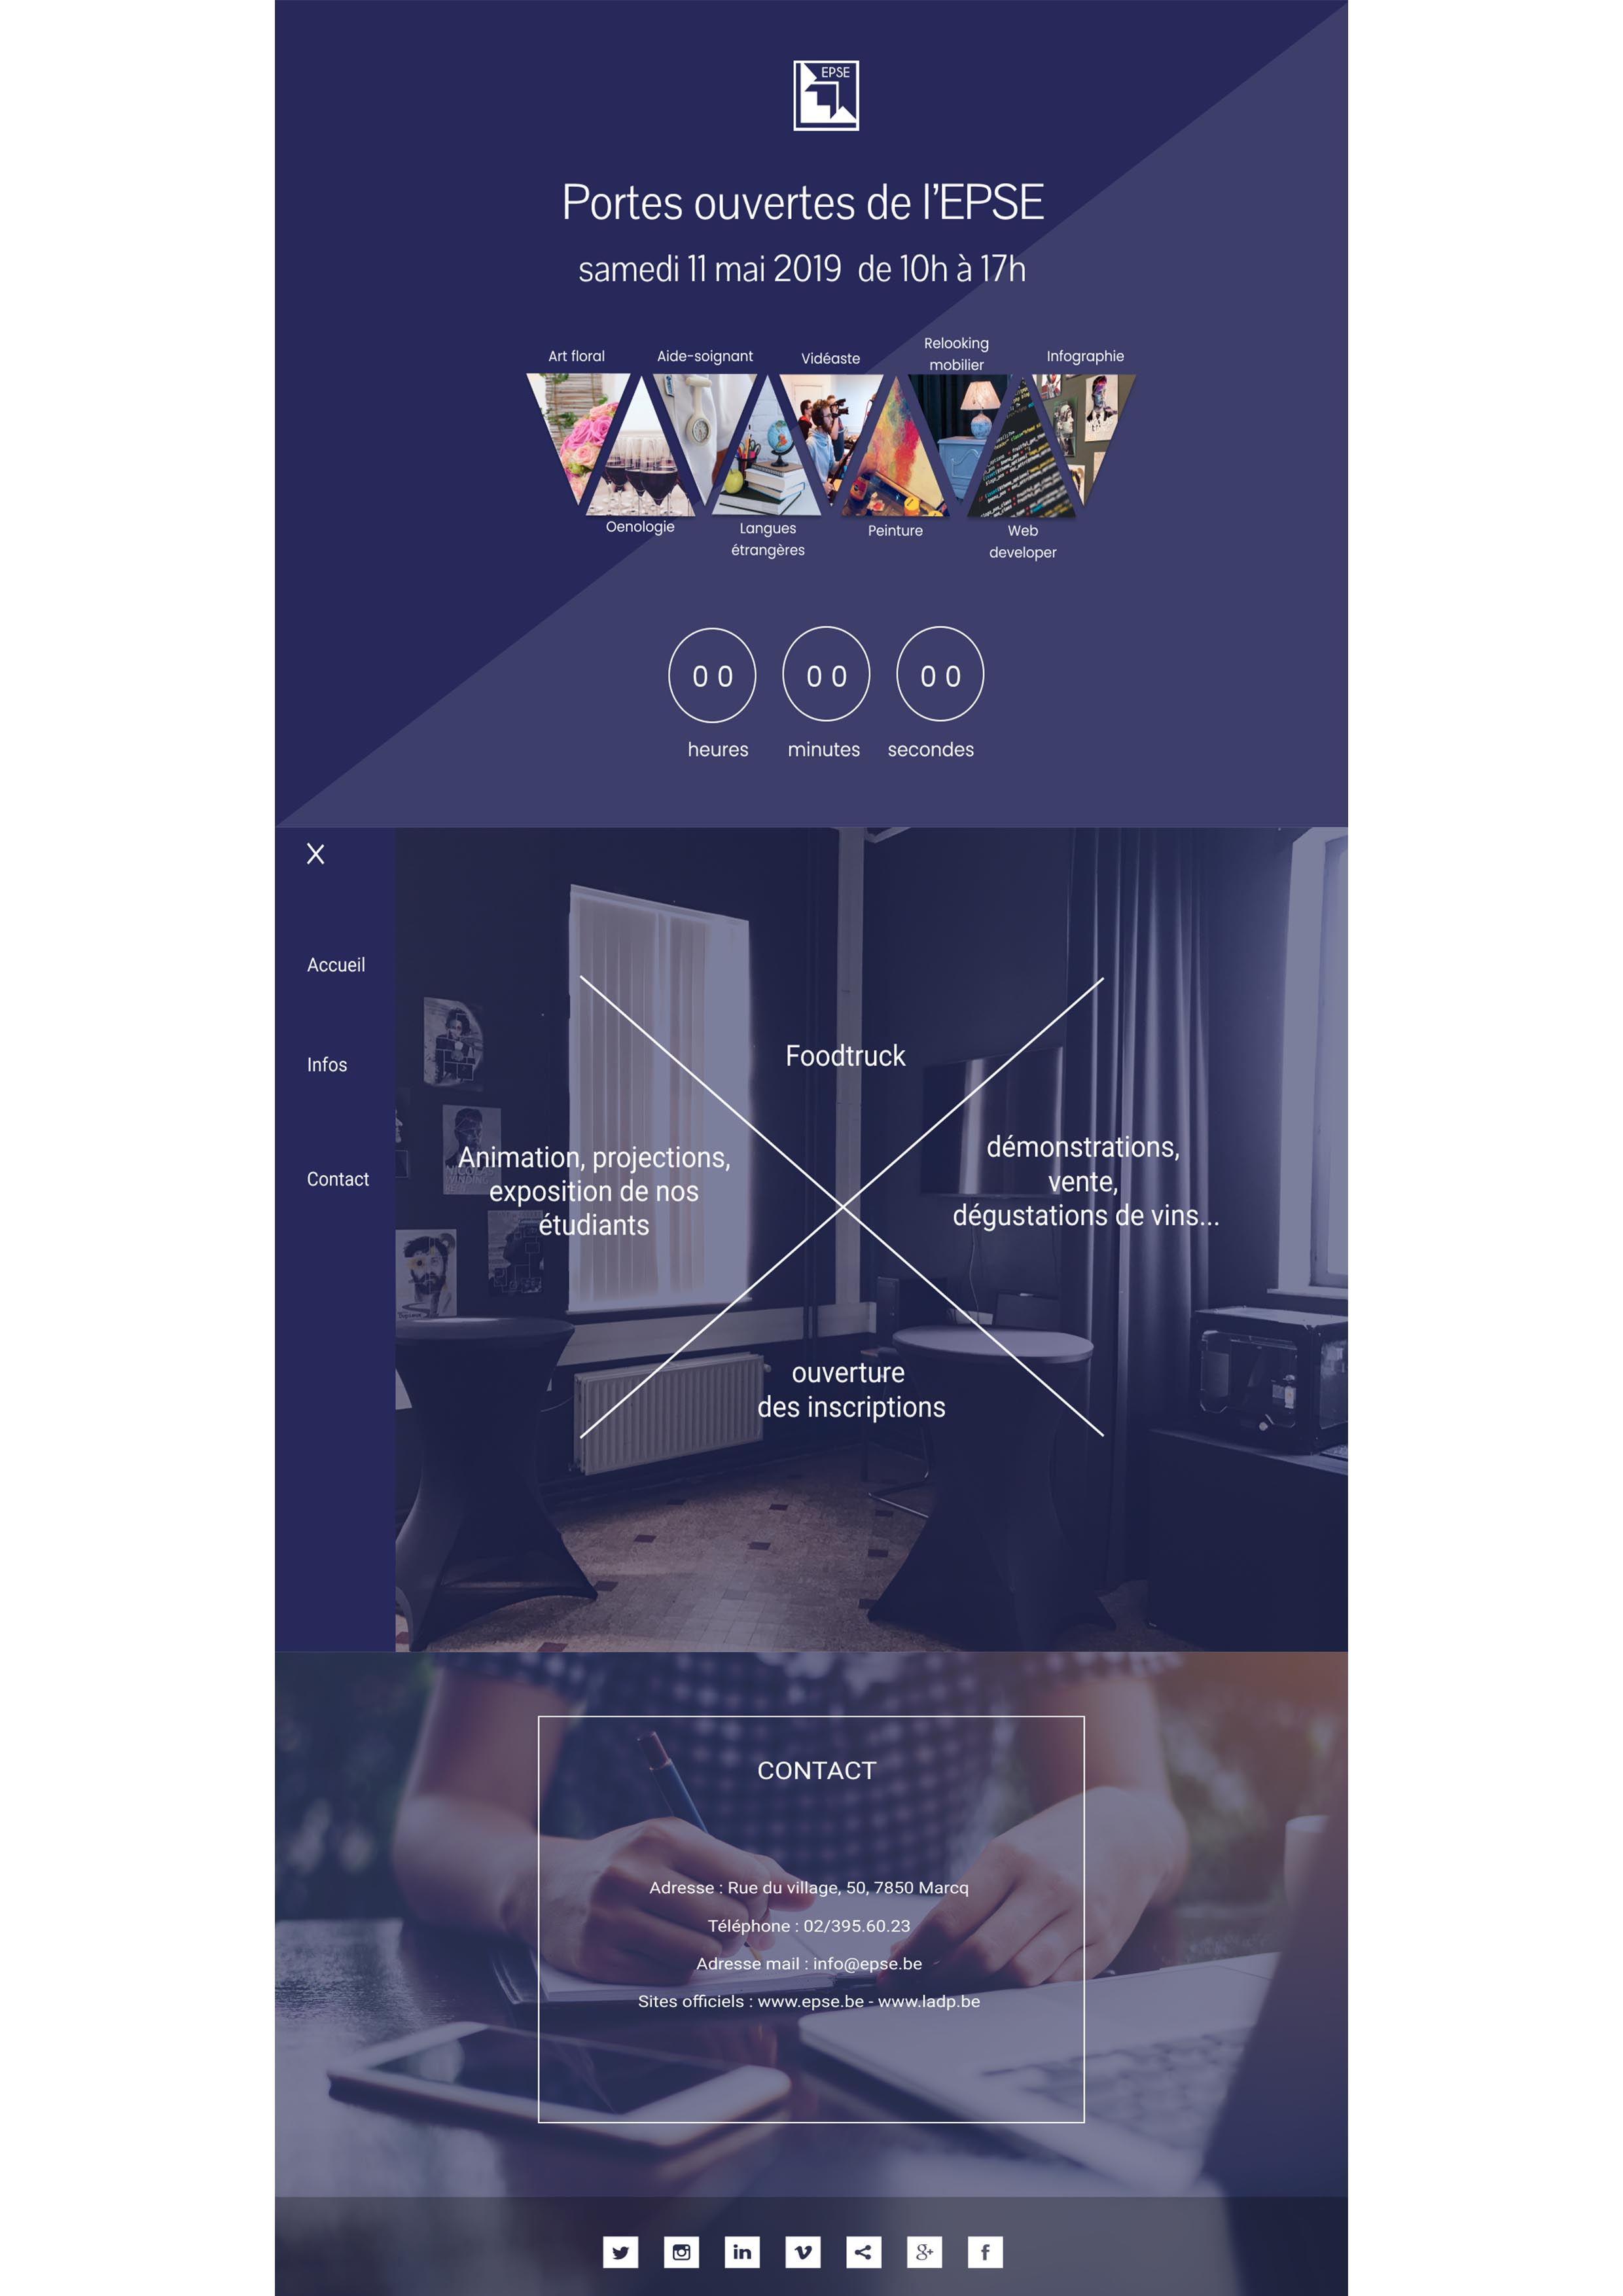 EPSE
Portes ouvertes de l'EPSE
samedi 11 mai 2019 de 10h à 17h
Art floral
Aide-soignant
Vidéaste
Relooking
mobilier
Infographie
Oenologie
Langues
étrangères
Peinture
Web
developer
00
00
00
heures
minutes
secondes
X
Accueil
Infos
Contact
Foodtruck
Animation, projections,
exposition de nos
étudiants
démonstrations,
vente,
dégustations de vins...
ouverture
des inscriptions
CONTACT
Adresse : Rue du village, 50, 7850 Marcq
Téléphone : 02/395.60.23
Adresse mail : info@epse.be
Sites officiels : www.epse.be - www.ladp.be
in
g+
f